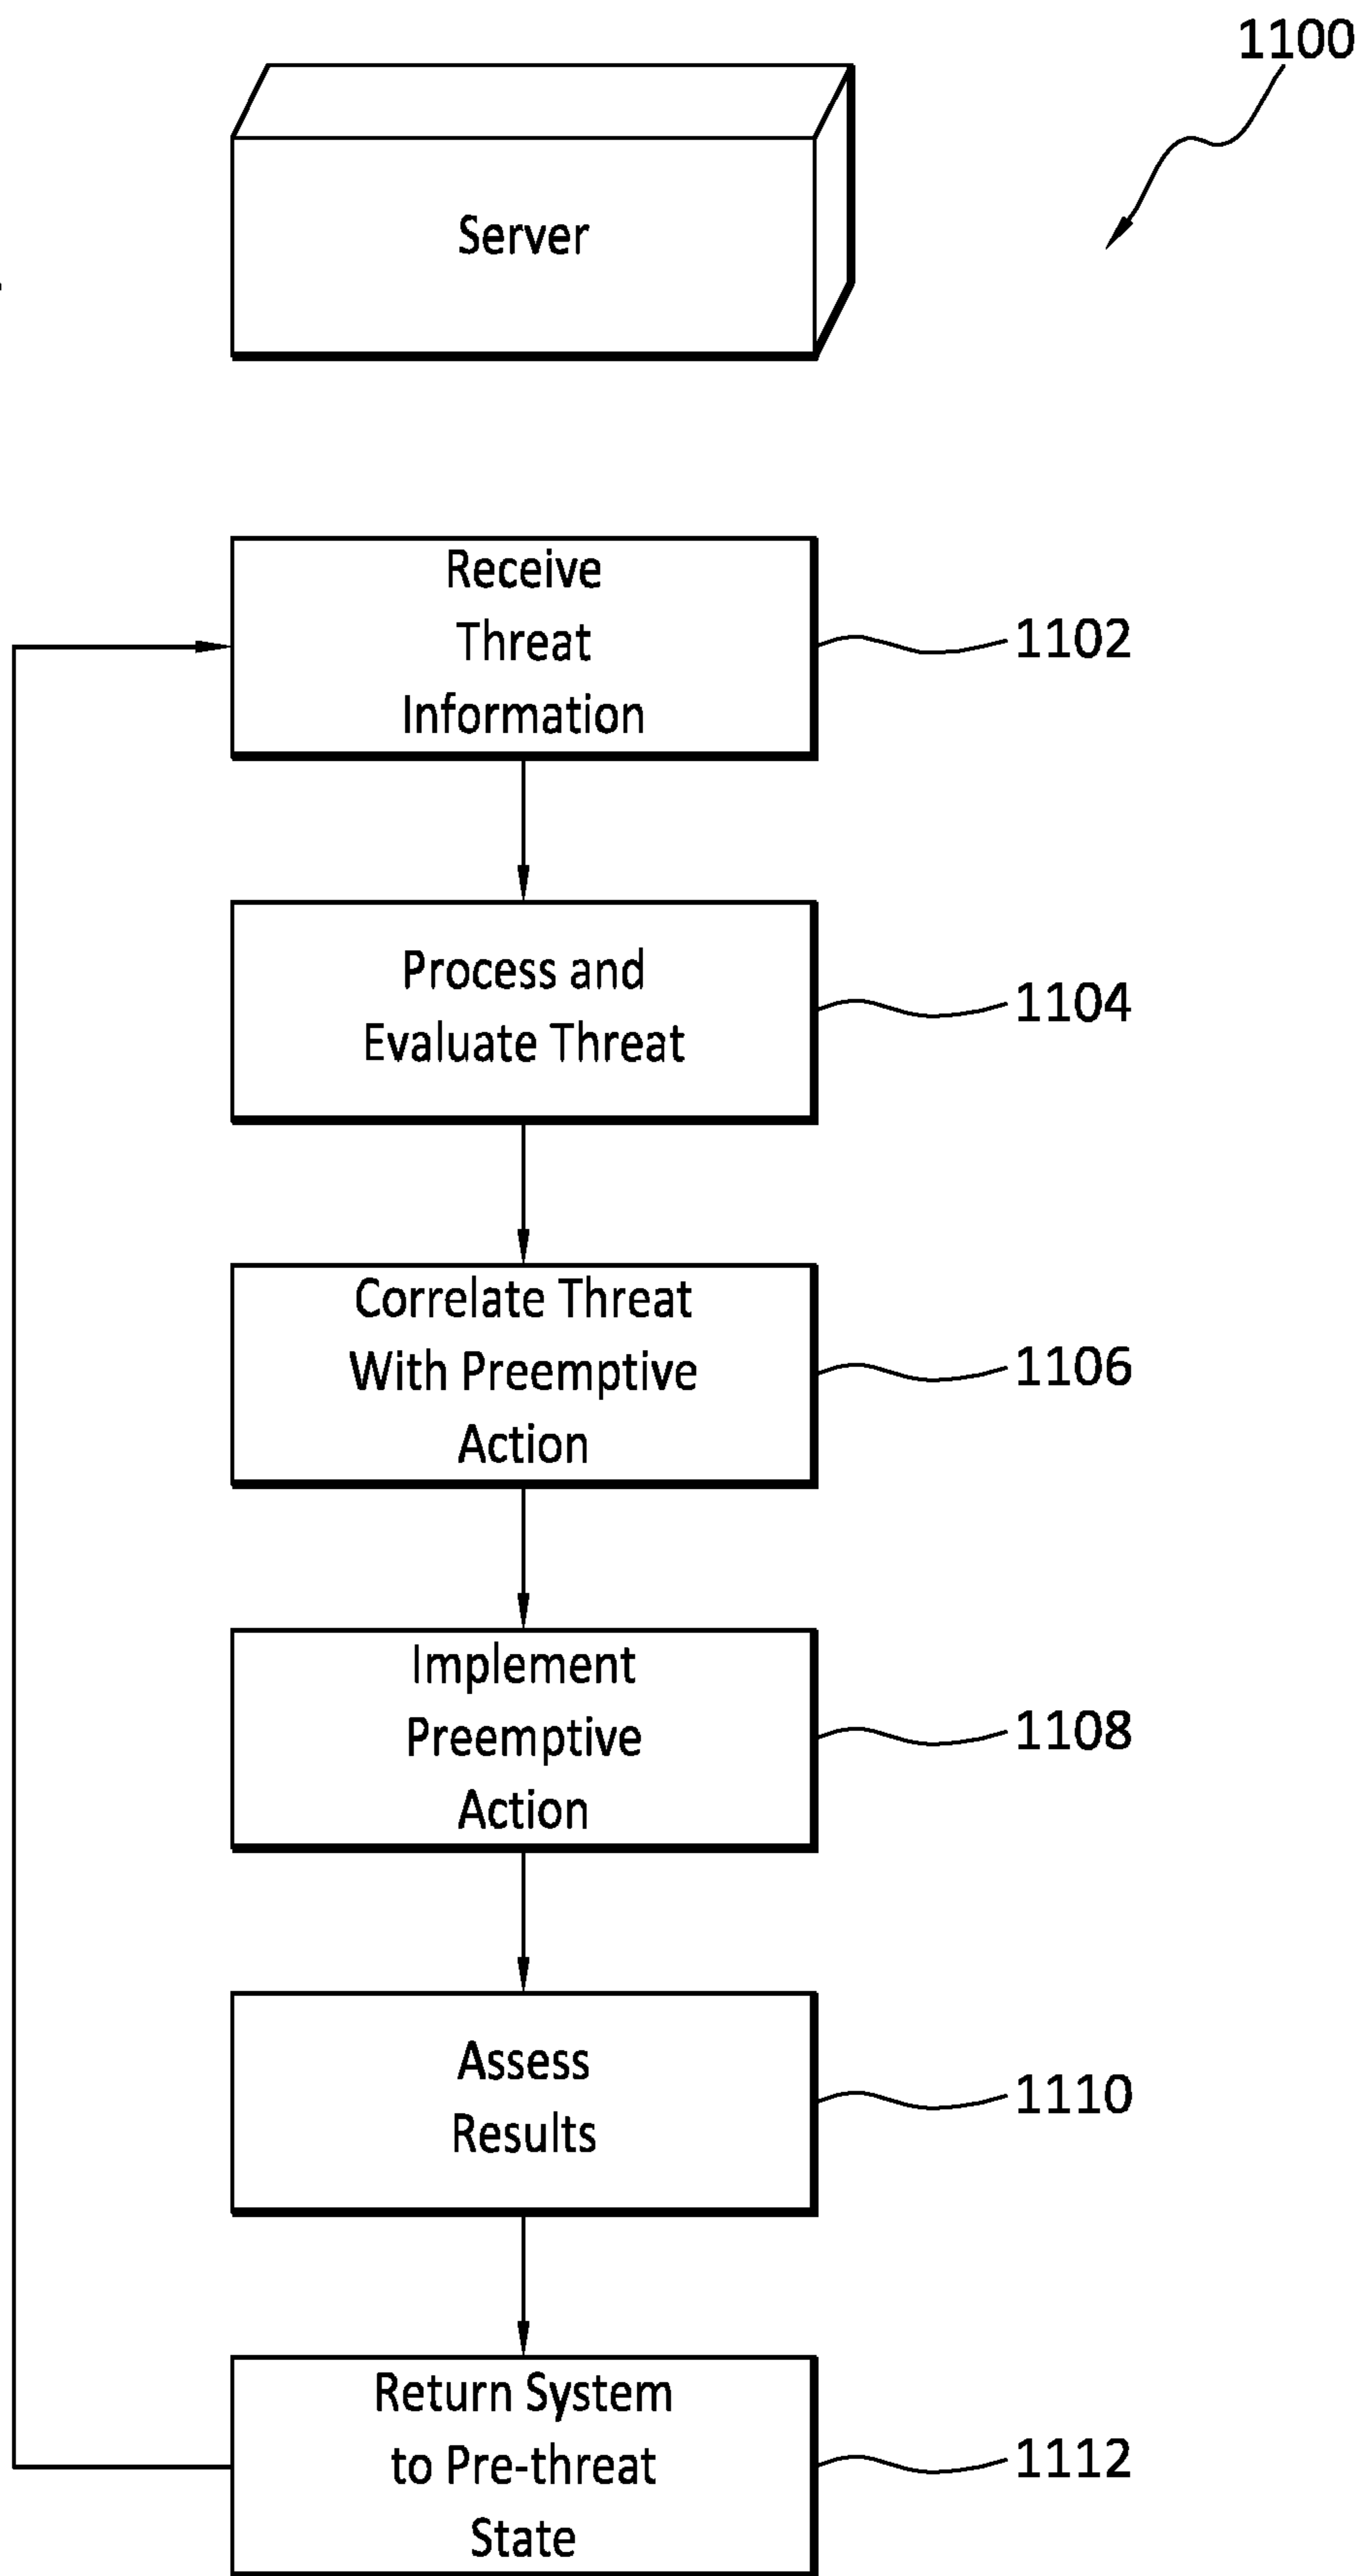 1100
Server
Receive
Threat
Information
1102
Process and
Evaluate Threat
1104
Correlate Threat
With Preemptive
Action
1106
Implement
Preemptive
Action
1108
Assess
Results
1110
Return System
to Pre-threat
State
1112